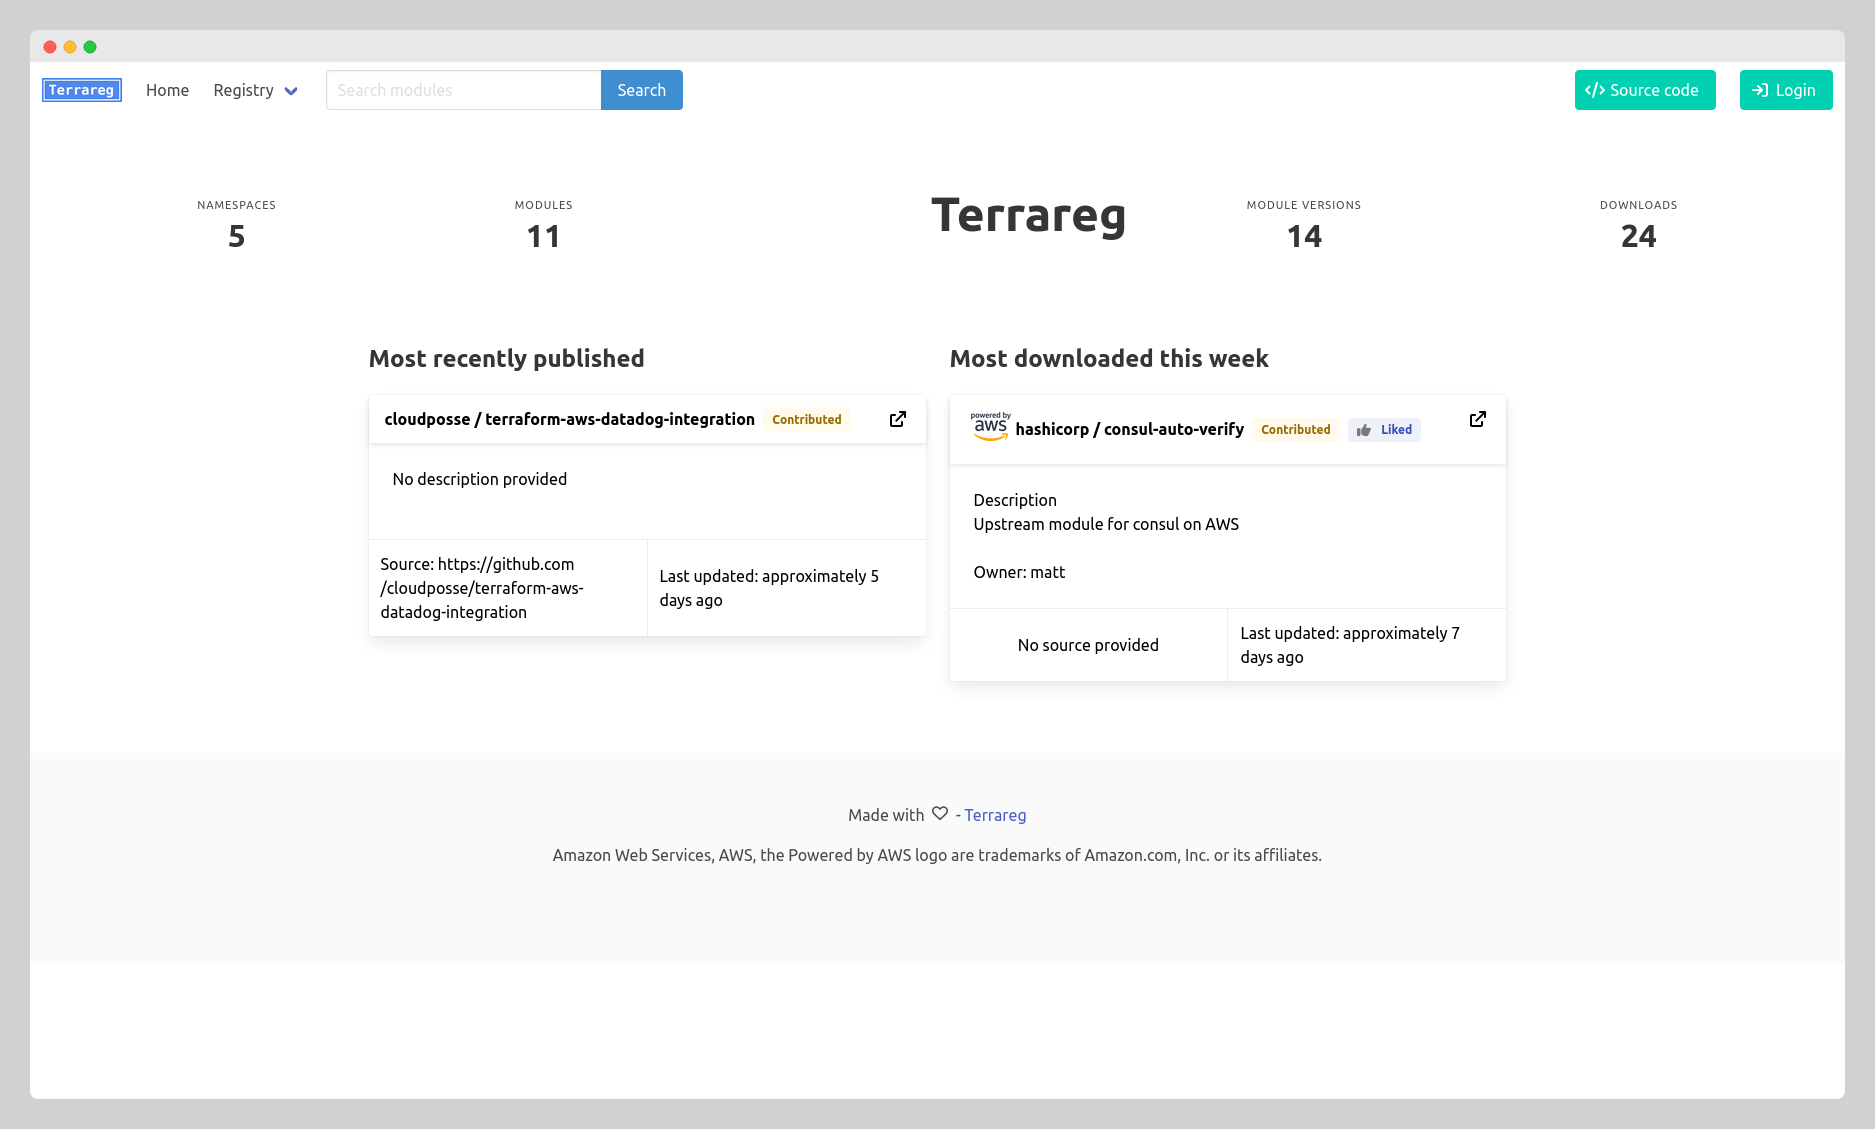 Terrareg
Home
Registry
Search modules
Search
Source code
Login
NAMESPACES
5
MODULES
11
Terrareg
MODULE VERSIONS
14
DOWNLOADS
24
Most recently published
cloudposse / terraform-aws-datadog-integration
Contributed
No description provided
Source: https://github.com
/cloudposse/terraform-aws-
datadog-integration
Last updated: approximately 5
days ago
Most downloaded this week
powered by
aws
hashicorp / consul-auto-verify
Contributed
Liked
Description
Upstream module for consul on AWS
Owner: matt
No source provided
Last updated: approximately 7
days ago
Made with ♡ - Terrareg
Amazon Web Services, AWS, the Powered by AWS logo are trademarks of Amazon.com, Inc. or its affiliates.